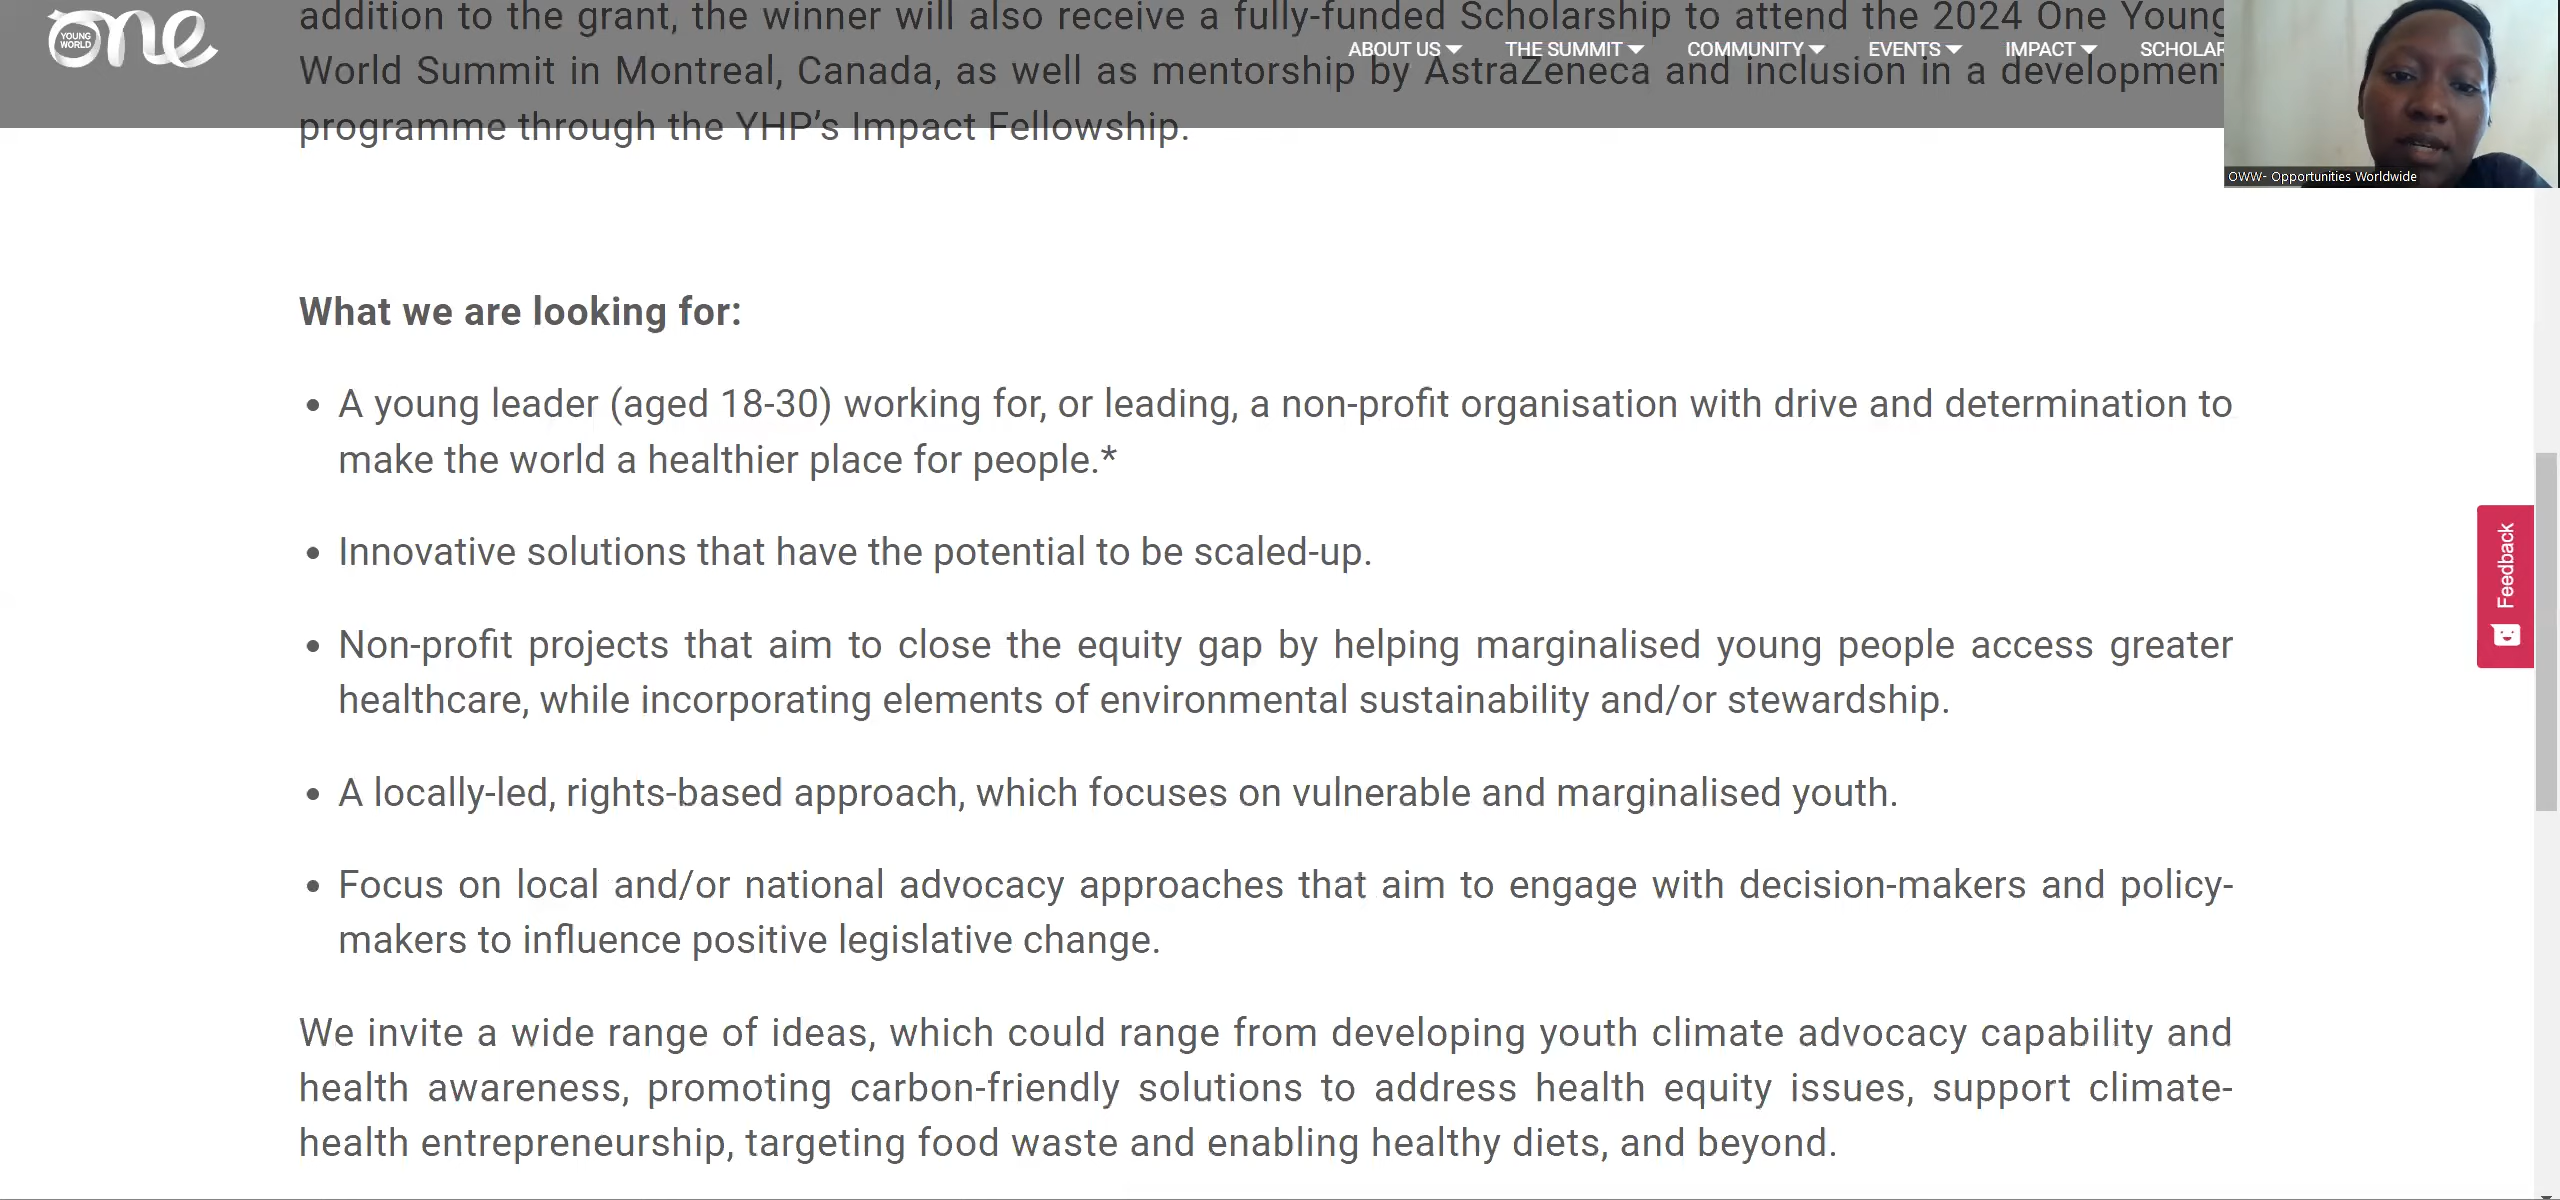 addition to the grant, the winner will also receive a fully-funded Scholarship to attend the 2024 One Young
ONE YOUNG WORLD
ABOUT US THE SUMMIT COMMUNITY EVENTS IMPACT SCHOLAR
World Summit in Montreal, Canada, as well as mentorship by AstraZeneca and inclusion in a development
programme through the YHP’s Impact Fellowship.
OWW- Opportunities Worldwide
What we are looking for:
• A young leader (aged 18-30) working for, or leading, a non-profit organisation with drive and determination to
make the world a healthier place for people.*
• Innovative solutions that have the potential to be scaled-up.
Feedback
• Non-profit projects that aim to close the equity gap by helping marginalised young people access greater
healthcare, while incorporating elements of environmental sustainability and/or stewardship.
• A locally-led, rights-based approach, which focuses on vulnerable and marginalised youth.
• Focus on local and/or national advocacy approaches that aim to engage with decision-makers and policy-
makers to influence positive legislative change.
We invite a wide range of ideas, which could range from developing youth climate advocacy capability and
health awareness, promoting carbon-friendly solutions to address health equity issues, support climate-
health entrepreneurship, targeting food waste and enabling healthy diets, and beyond.